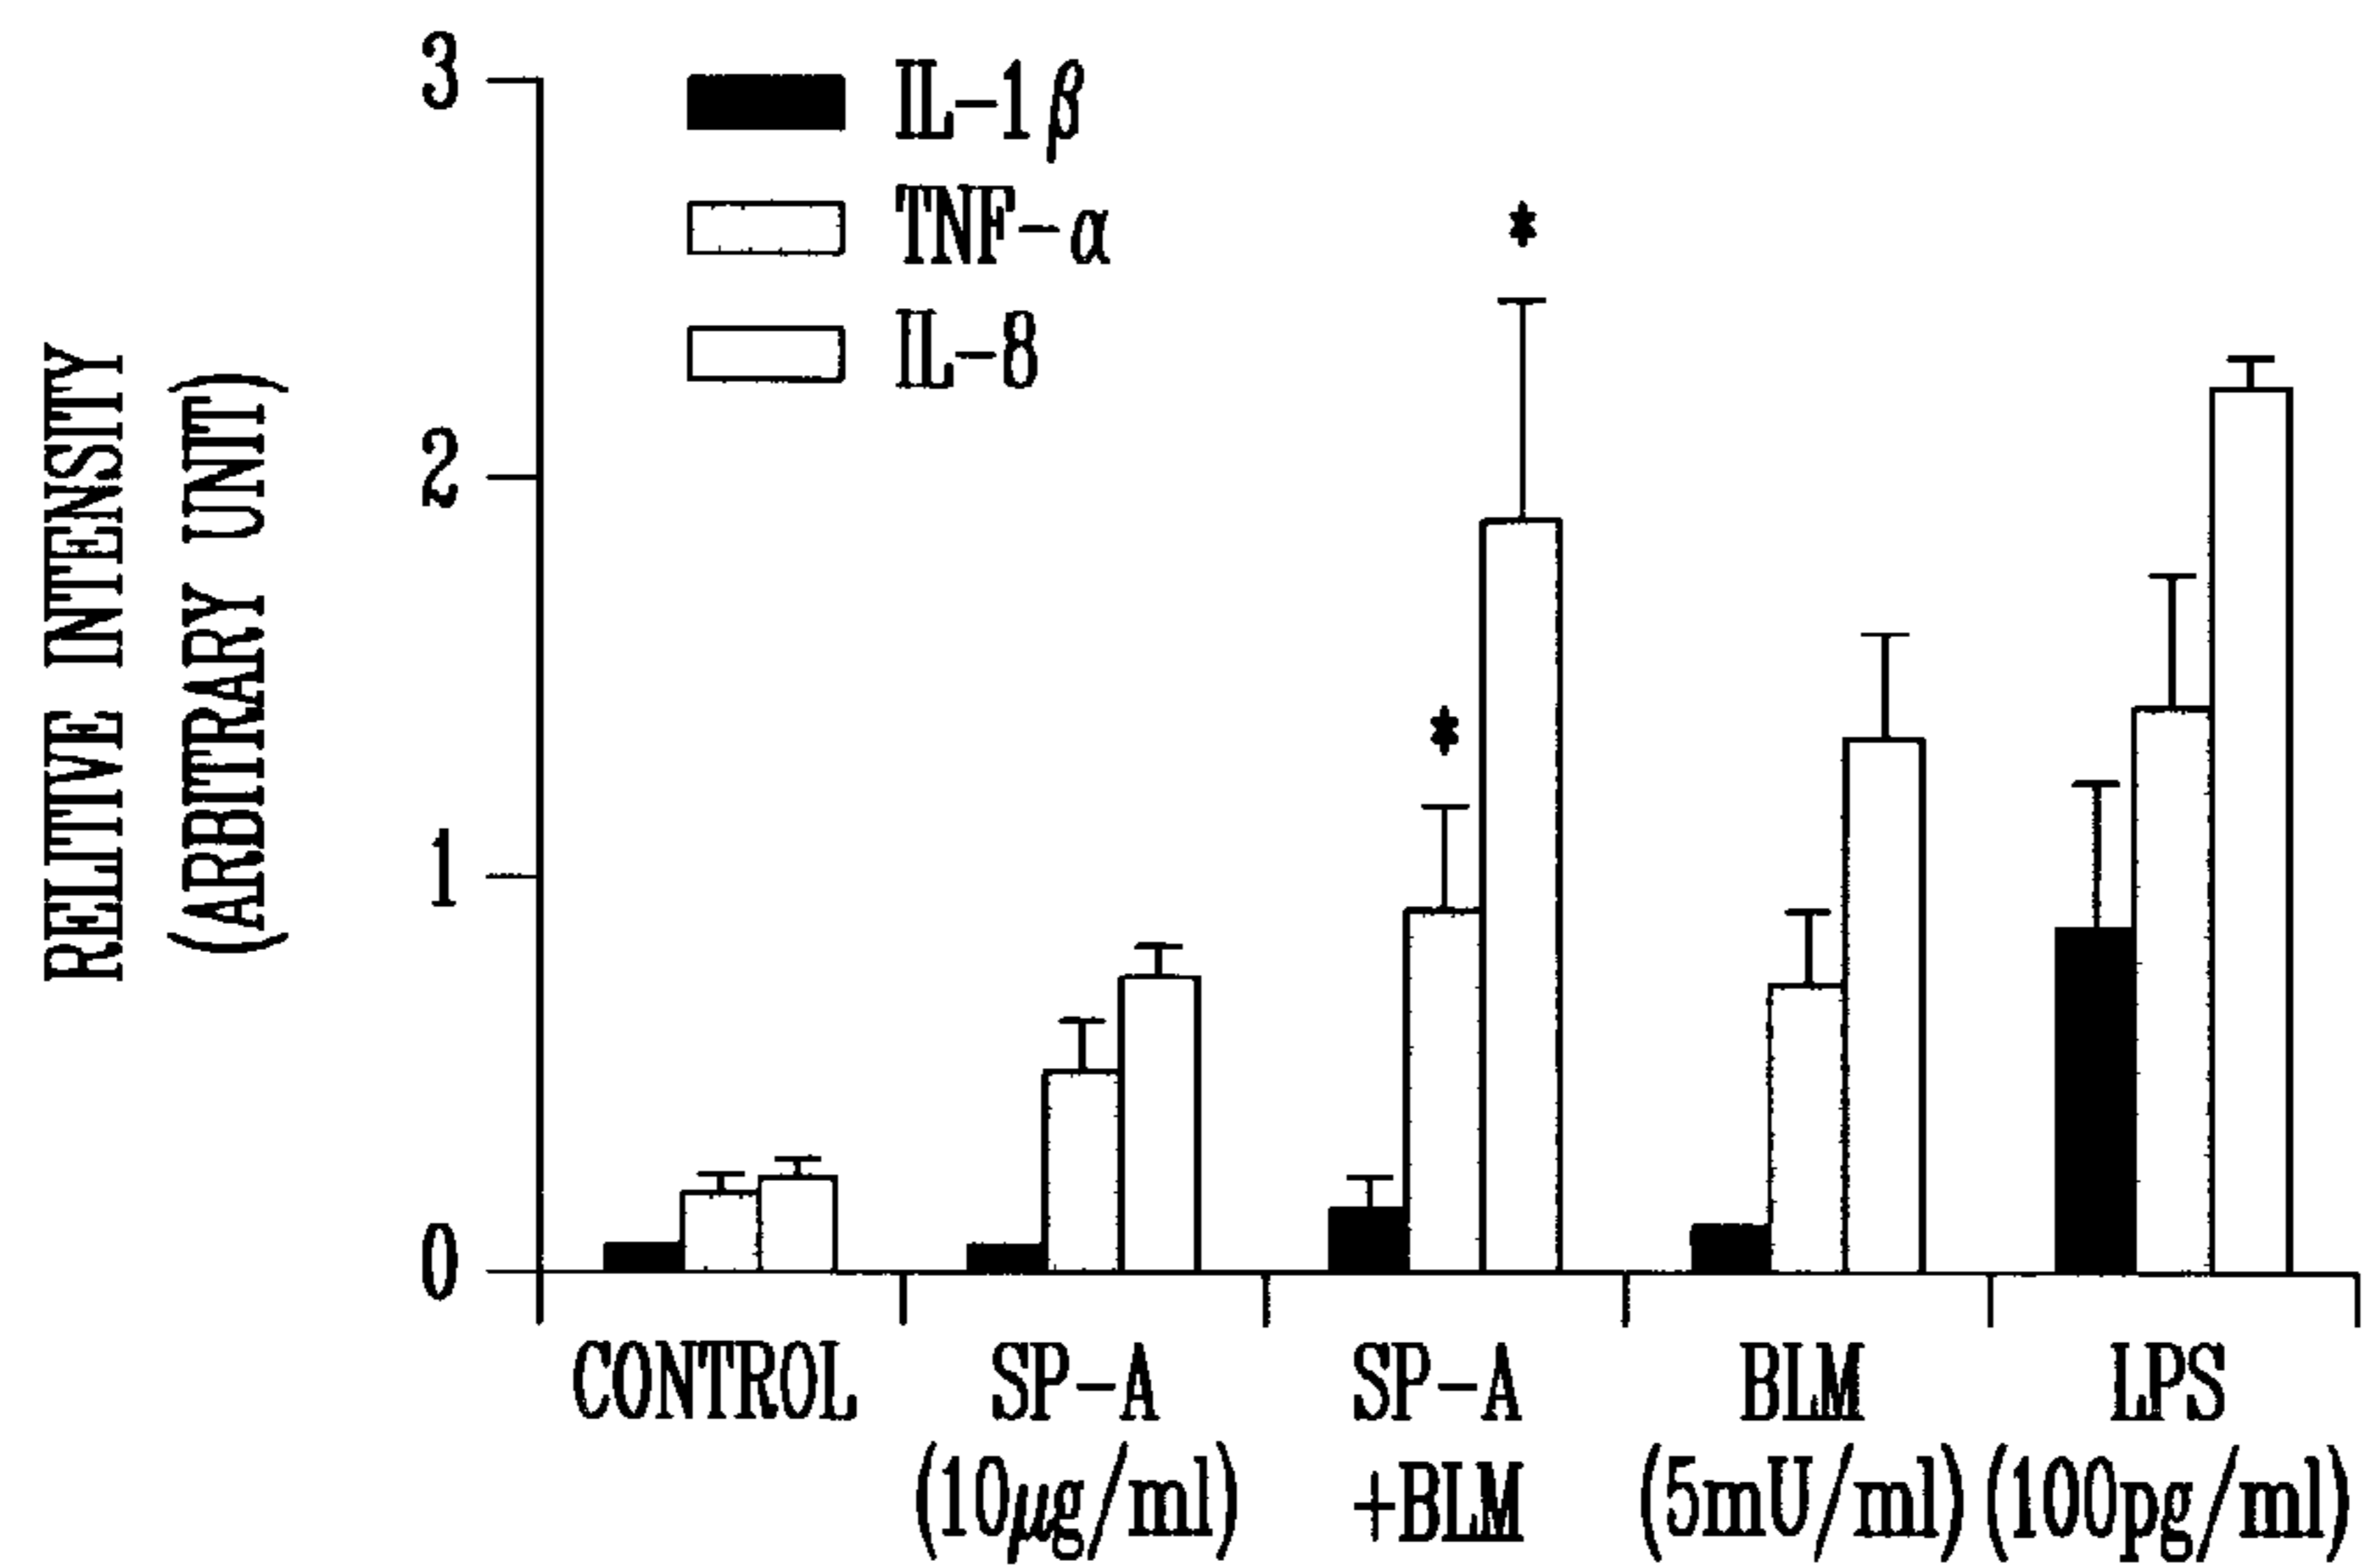 RELITIVE INTENSITY
(ARBITRARY UNIT)
3
2
1
0
IL-1β
TNF-α
IL-8
*
*
CONTROL
SP-A
(10μg/ml)
SP-A
+BLM
BLM
(5mU/ml)
LPS
(100pg/ml)